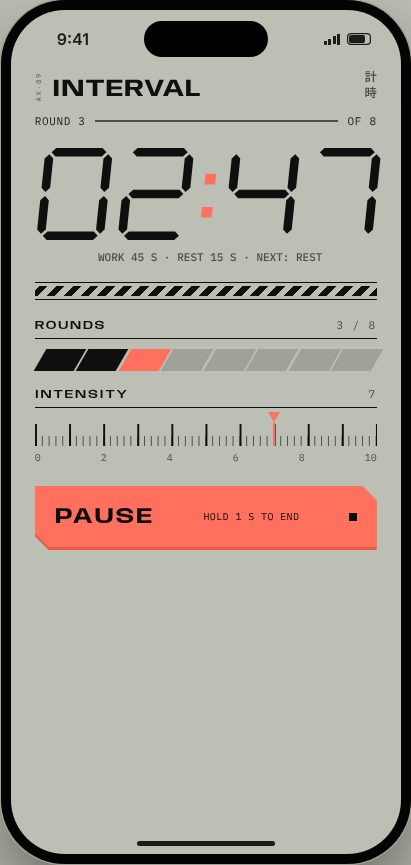 9:41
AX-09
INTERVAL
計時
ROUND 3
OF 8
02:47
WORK 45 S · REST 15 S · NEXT: REST
ROUNDS
3 / 8
INTENSITY
7
0 2 4 6 8 10
PAUSE
HOLD 1 S TO END